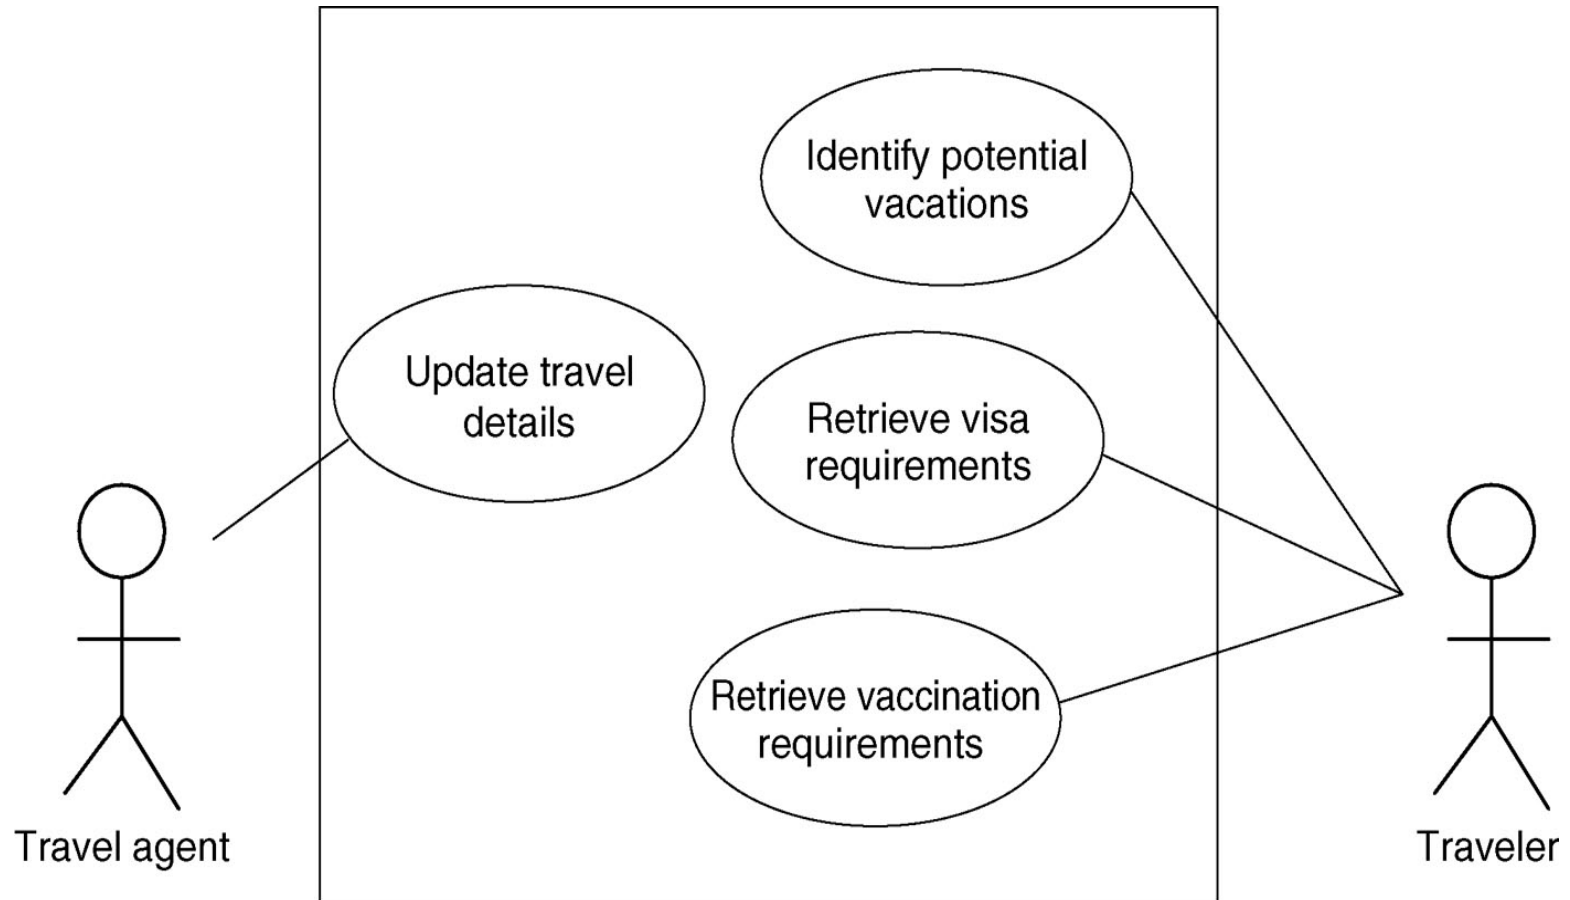 Identify potential
vacations
Update travel
details
Retrieve visa
requirements
Retrieve vaccination
requirements
Travel agent
Traveler